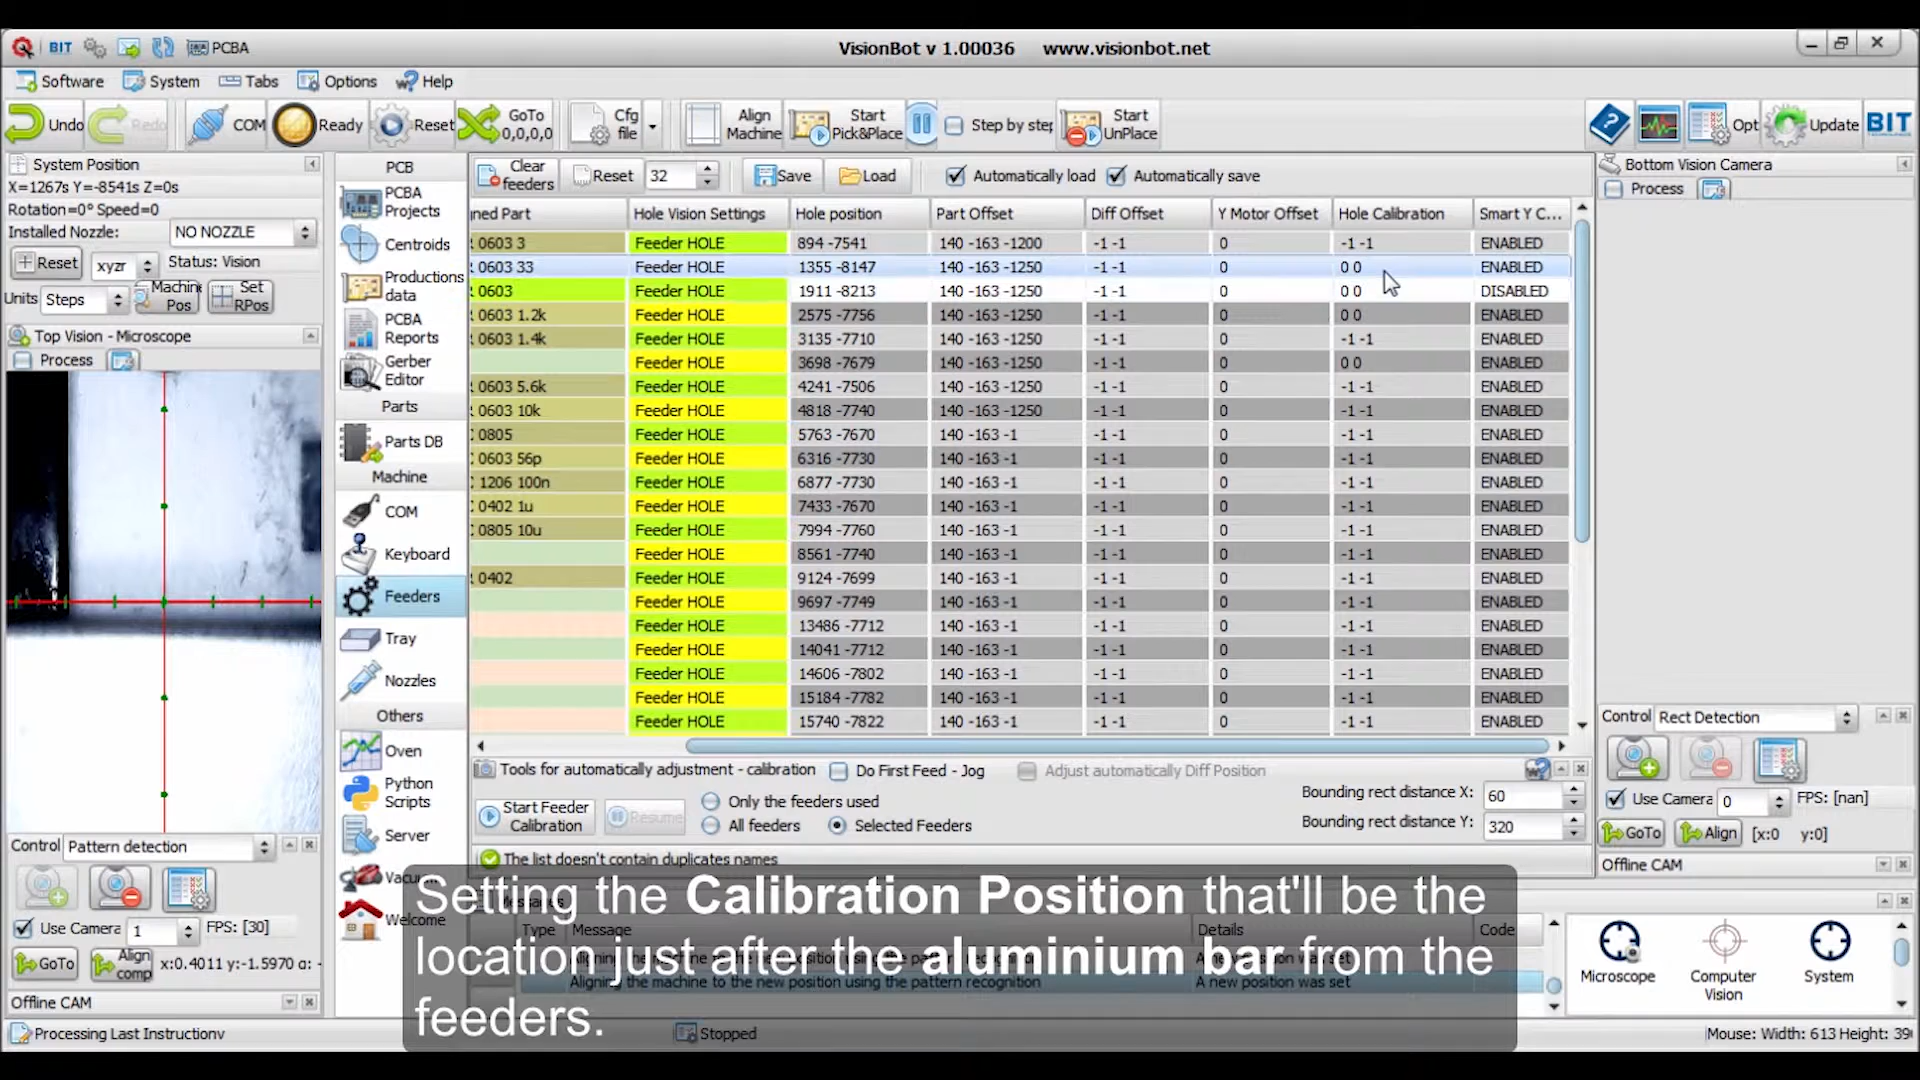 BIT PCBA VisionBot v 1.00036 www.visionbot.net
Software System Tabs Options Help
Undo Redo COM Ready Reset GoTo 0,0,0,0 Cfg file Align Machine Start Pick&Place Step by step Start UnPlace Opt Update BIT
System Position
X=1267s Y=-8541s Z=0s
Rotation=0° Speed=0
Installed Nozzle: NO NOZZLE
Reset xyzr Status: Vision
Units Steps Machin Pos Set RPos
Top Vision - Microscope
Process
Control Pattern detection
Use Camera 1 FPS: [30]
GoTo Align comp x:0.4011 y:-1.5970 a: -
Offline CAM
PCB
PCBA Projects
Centroids
Productions data
PCBA Reports
Gerber Editor
Parts
Parts DB
Machine
COM
Keyboard
Feeders
Tray
Nozzles
Others
Oven
Python Scripts
Server
Vacu
Welcome
Clear feeders Reset 32 Save Load Automatically load Automatically save
ned Part Hole Vision Settings Hole position Part Offset Diff Offset Y Motor Offset Hole Calibration Smart Y C...
0603 3 Feeder HOLE 894 -7541 140 -163 -1200 -1 -1 0 -1 -1 ENABLED
0603 33 Feeder HOLE 1355 -8147 140 -163 -1250 -1 -1 0 0 0 ENABLED
0603 Feeder HOLE 1911 -8213 140 -163 -1250 -1 -1 0 0 0 DISABLED
0603 1.2k Feeder HOLE 2575 -7756 140 -163 -1250 -1 -1 0 0 0 ENABLED
0603 1.4k Feeder HOLE 3135 -7710 140 -163 -1250 -1 -1 0 -1 -1 ENABLED
Feeder HOLE 3698 -7679 140 -163 -1250 -1 -1 0 0 0 ENABLED
0603 5.6k Feeder HOLE 4241 -7506 140 -163 -1250 -1 -1 0 -1 -1 ENABLED
0603 10k Feeder HOLE 4818 -7740 140 -163 -1250 -1 -1 0 -1 -1 ENABLED
0805 Feeder HOLE 5763 -7670 140 -163 -1 -1 -1 0 -1 -1 ENABLED
0603 56p Feeder HOLE 6316 -7730 140 -163 -1 -1 -1 0 -1 -1 ENABLED
1206 100n Feeder HOLE 6877 -7730 140 -163 -1 -1 -1 0 -1 -1 ENABLED
0402 1u Feeder HOLE 7433 -7670 140 -163 -1 -1 -1 0 -1 -1 ENABLED
0805 10u Feeder HOLE 7994 -7760 140 -163 -1 -1 -1 0 -1 -1 ENABLED
Feeder HOLE 8561 -7740 140 -163 -1 -1 -1 0 -1 -1 ENABLED
0402 Feeder HOLE 9124 -7699 140 -163 -1 -1 -1 0 -1 -1 ENABLED
Feeder HOLE 9697 -7749 140 -163 -1 -1 -1 0 -1 -1 ENABLED
Feeder HOLE 13486 -7712 140 -163 -1 -1 -1 0 -1 -1 ENABLED
Feeder HOLE 14041 -7712 140 -163 -1 -1 -1 0 -1 -1 ENABLED
Feeder HOLE 14606 -7802 140 -163 -1 -1 -1 0 -1 -1 ENABLED
Feeder HOLE 15184 -7782 140 -163 -1 -1 -1 0 -1 -1 ENABLED
Feeder HOLE 15740 -7822 140 -163 -1 -1 -1 0 -1 -1 ENABLED
Tools for automatically adjustment - calibration Do First Feed - Jog Adjust automatically Diff Position
Start Feeder Calibration Resume Only the feeders used Bounding rect distance X: 60
All feeders Selected Feeders Bounding rect distance Y: 320
The list doesn't contain duplicates names
Messages
Type Message Details Code
Aligning the machine to the new position using the pattern recognition A new position was set
Aligning the machine to the new position using the pattern recognition A new position was set
Setting the Calibration Position that'll be the
location just after the aluminium bar from the
feeders.
Bottom Vision Camera
Process
Control Rect Detection
Use Camera 0 FPS: [nan]
GoTo Align [x:0 y:0]
Offline CAM
Microscope Computer Vision System
Processing Last Instructionv Stopped Mouse: Width: 613 Height: 39